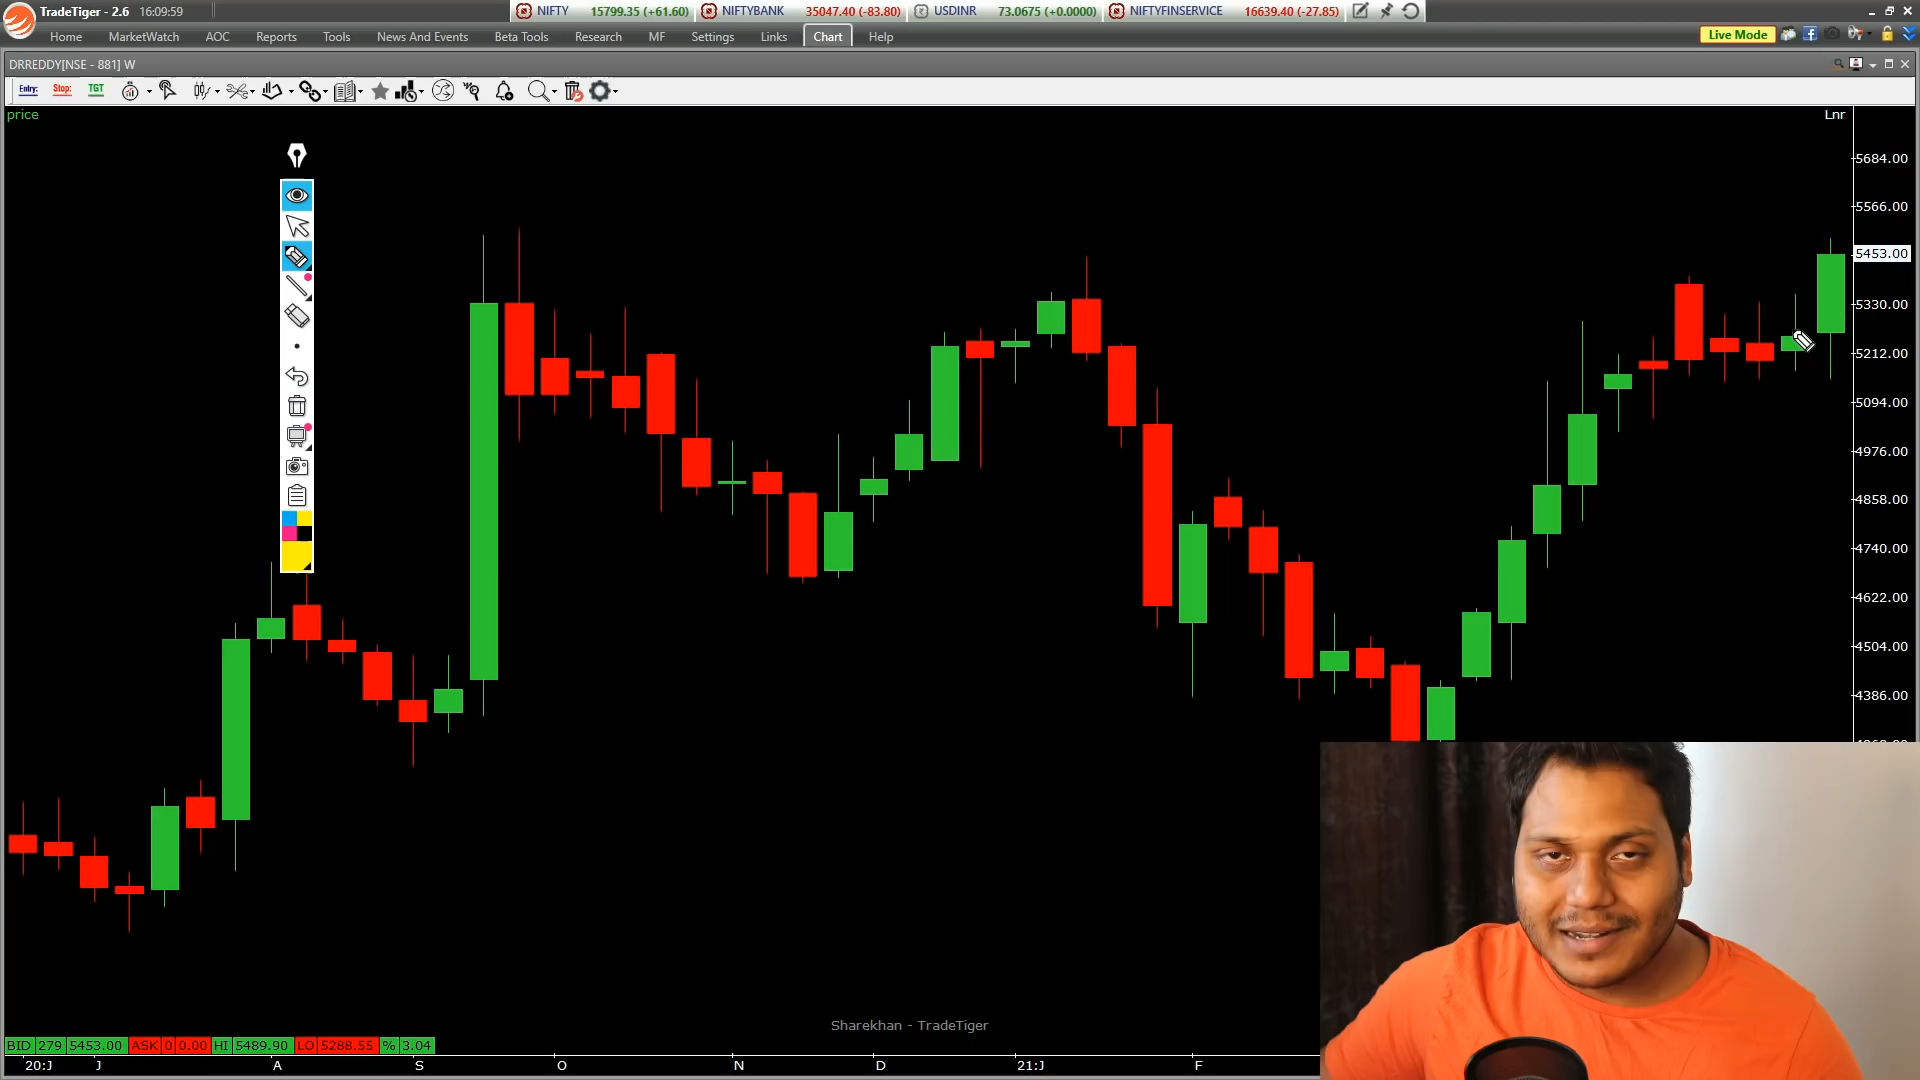 TradeTiger - 2.6 16:09:59 NIFTY 15799.35 (+61.60) NIFTYBANK 35047.40 (-83.80) USDINR 73.0675 (+0.0000) NIFTYFINSERVICE 16639.40 (-27.85)
Home MarketWatch AOC Reports Tools News And Events Beta Tools Research MF Settings Links Chart Help Live Mode
DRREDDY[NSE - 881] W
Entry: Stop: TGT
price Lnr
5684.00
5566.00
5453.00
5330.00
5212.00
5094.00
4976.00
4858.00
4740.00
4622.00
4504.00
4386.00
Sharekhan - TradeTiger
BID 279 5453.00 ASK 0 0.00 HI 5489.90 LO 5288.55 % 3.04
20:J J A S O N D 21:J F